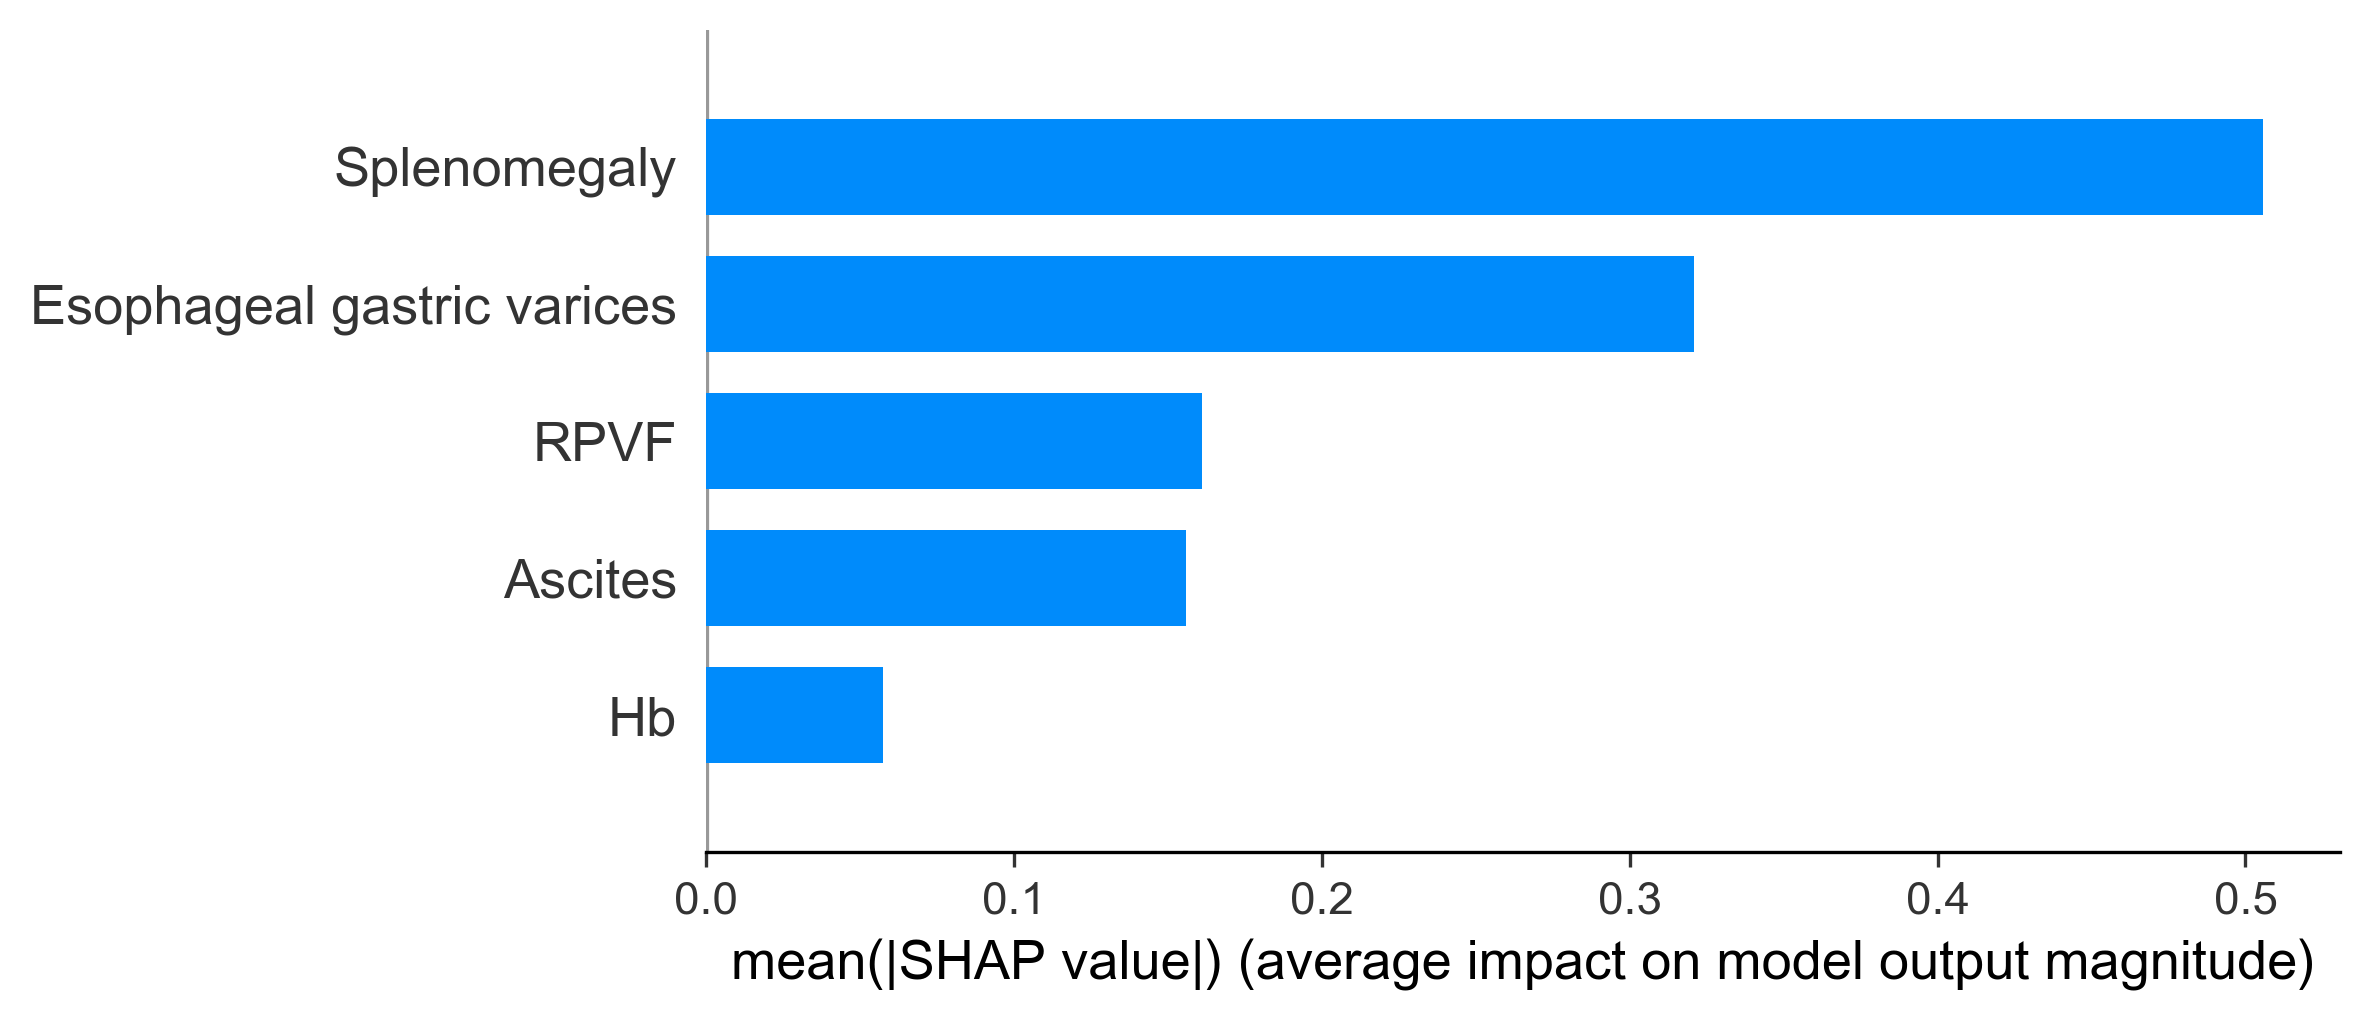 Splenomegaly
Esophageal gastric varices
RPVF
Ascites
Hb
0.0 0.1 0.2 0.3 0.4 0.5
mean(|SHAP value|) (average impact on model output magnitude)